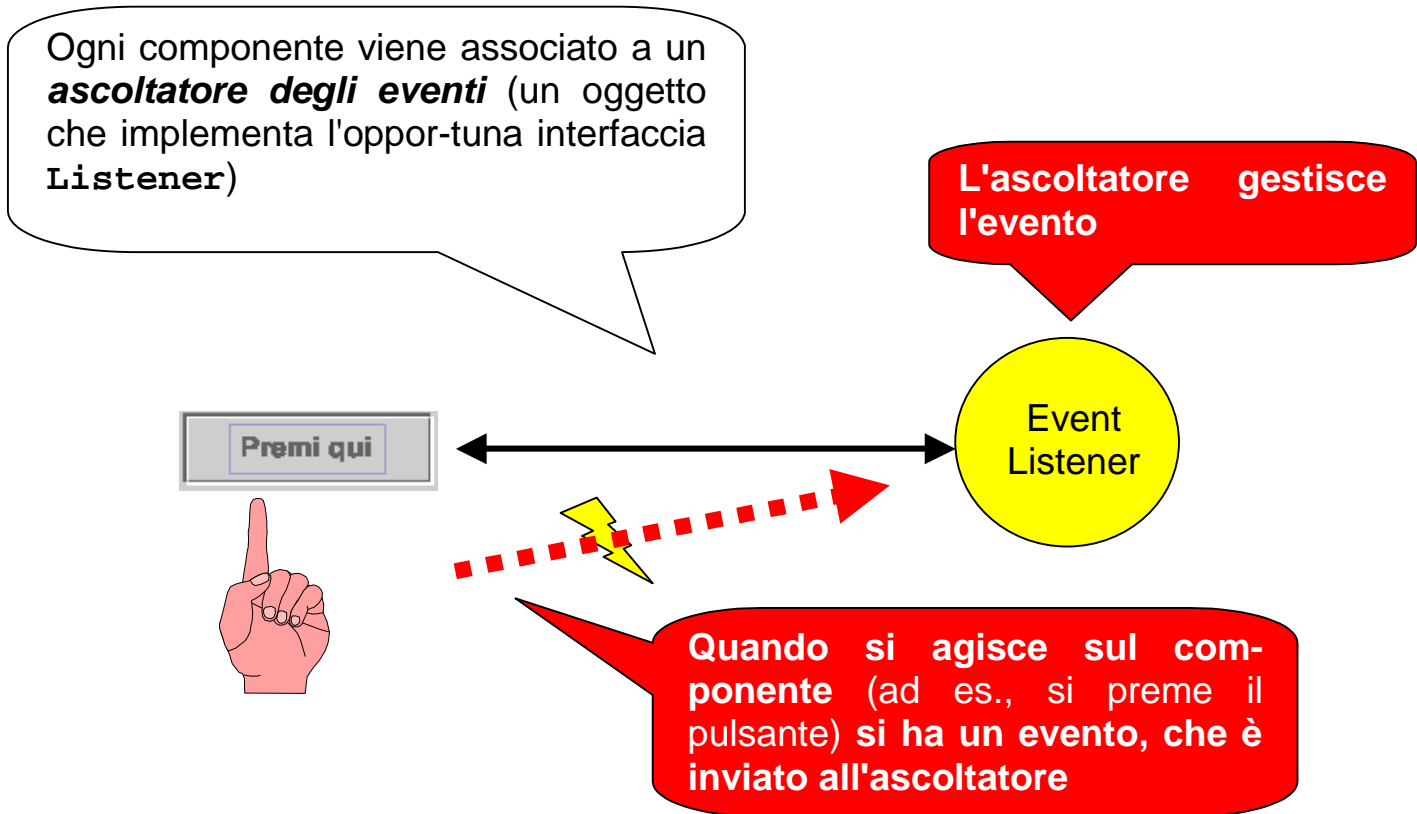 Ogni componente viene associato a un
ascoltatore degli eventi (un oggetto
che implementa l'oppor-tuna interfaccia
Listener)
L'ascoltatore gestisce
l'evento
Premi qui
Event
Listener
Quando si agisce sul com-
ponente (ad es., si preme il
pulsante) si ha un evento, che è
inviato all'ascoltatore